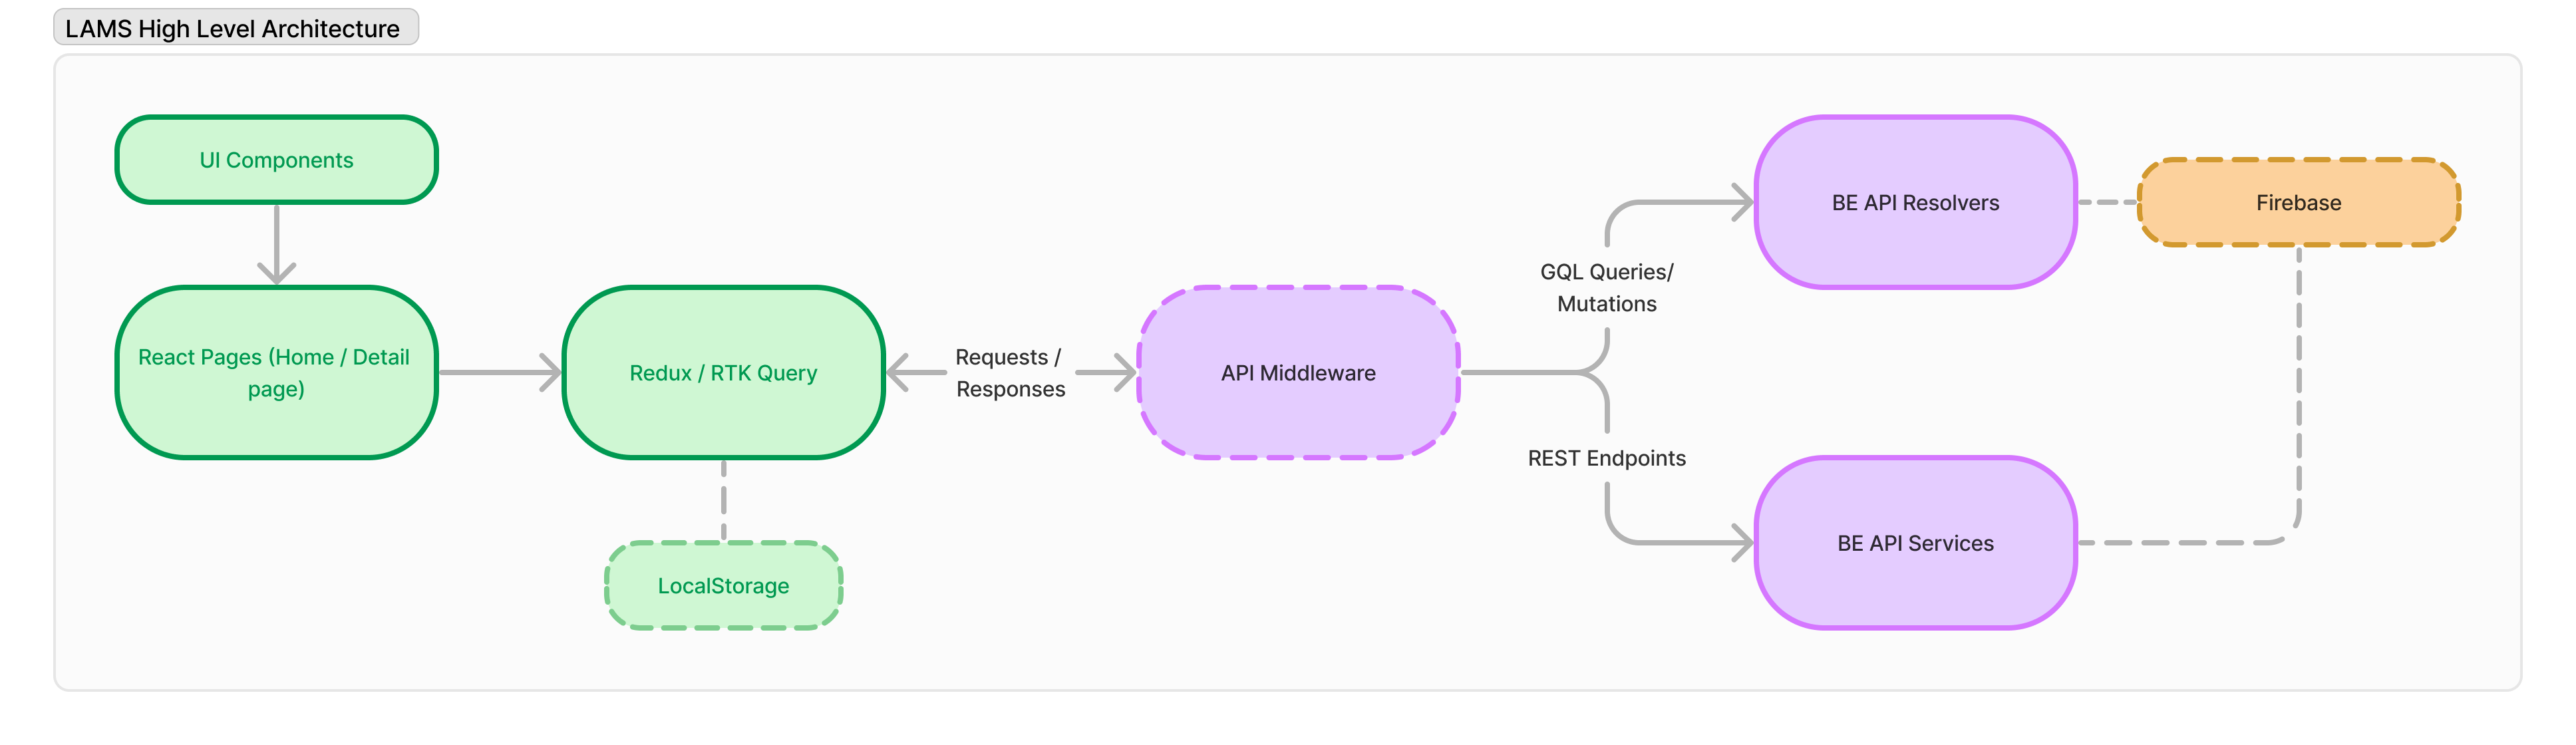 LAMS High Level Architecture
UI Components
React Pages (Home / Detail
page)
Redux / RTK Query
LocalStorage
Requests /
Responses
API Middleware
GQL Queries/
Mutations
REST Endpoints
BE API Resolvers
BE API Services
Firebase